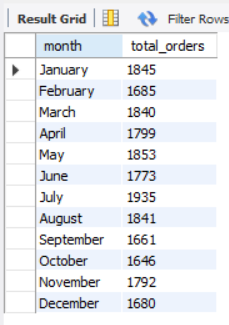 Result Grid Filter Rows
month total_orders
January 1845
February 1685
March 1840
April 1799
May 1853
June 1773
July 1935
August 1841
September 1661
October 1646
November 1792
December 1680